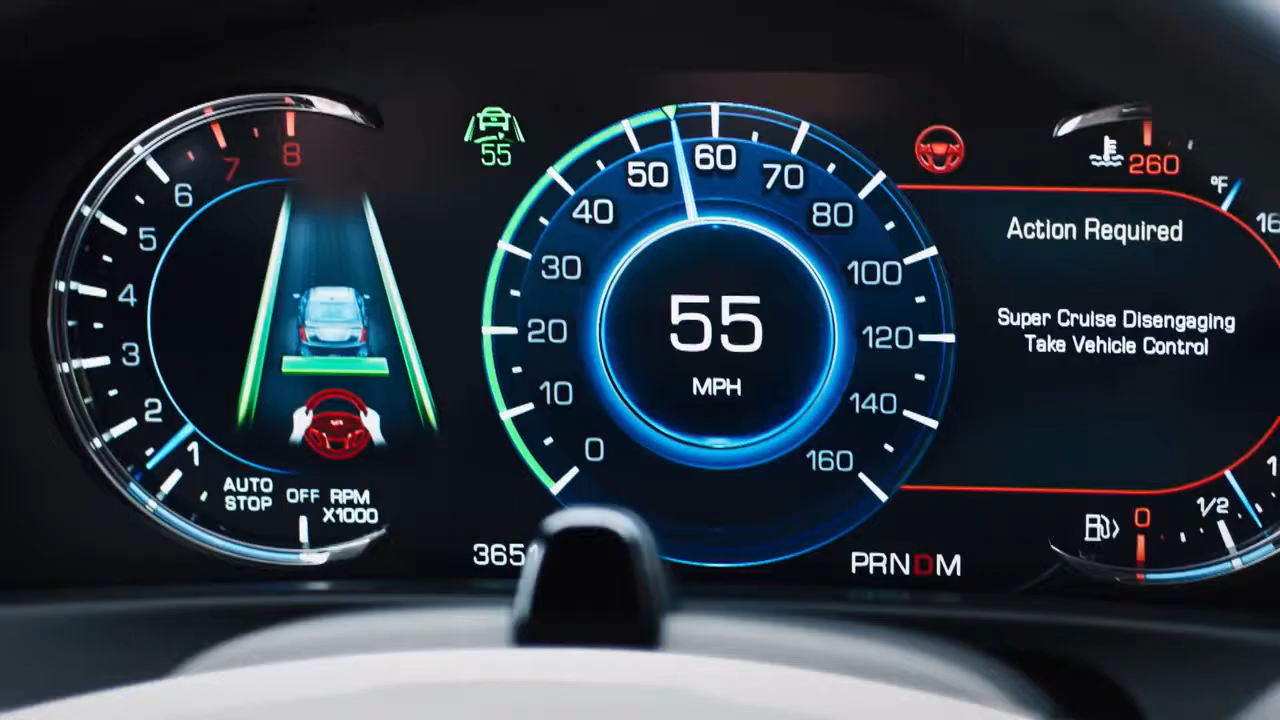 8
7
6
5
4
3
2
1
AUTO
STOP
OFF
RPM
X1000
55
0
10
20
30
40
50
60
70
80
100
120
140
160
55
MPH
PRNDM
260
°F
Action Required
Super Cruise Disengaging
Take Vehicle Control
1/2
0